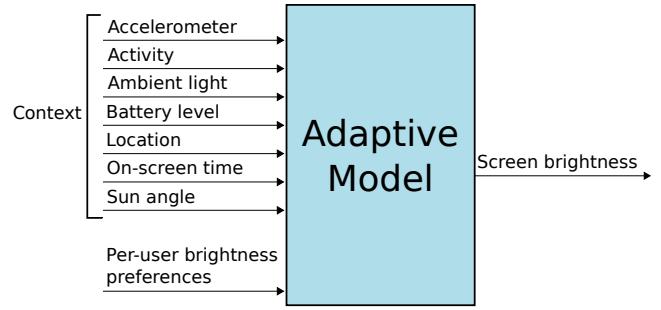 Accelerometer
Activity
Ambient light
Context
Battery level
Location
On-screen time
Sun angle
Per-user brightness
preferences
Adaptive
Model
Screen brightness